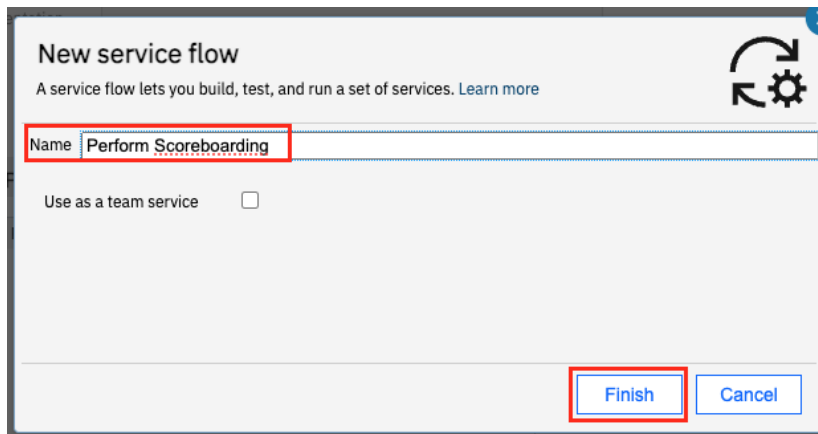 New service flow
A service flow lets you build, test, and run a set of services. Learn more
Name Perform Scoreboarding
Use as a team service
Finish Cancel